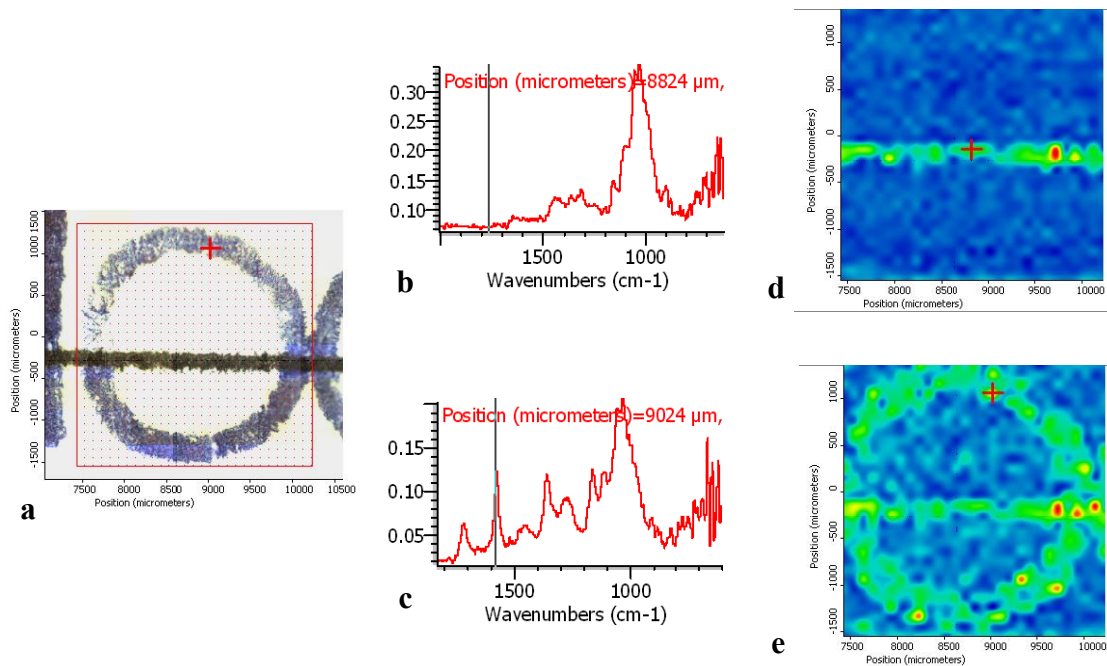 1500
1000
500
0
-500
-1000
-1500
Position (micrometers)
7500 8000 8500 9000 9500 10000 10500
Position (micrometers)
a
Position (micrometers)=8824 µm,
0.30
0.25
0.20
0.15
0.10
1500 1000
Wavenumbers (cm-1)
b
Position (micrometers)=9024 µm,
0.15
0.10
0.05
1500 1000
Wavenumbers (cm-1)
c
1000
500
0
-500
-1000
-1500
Position (micrometers)
7500 8000 8500 9000 9500 10000
Position (micrometers)
d
1000
500
0
-500
-1000
-1500
Position (micrometers)
7500 8000 8500 9000 9500 10000
Position (micrometers)
e